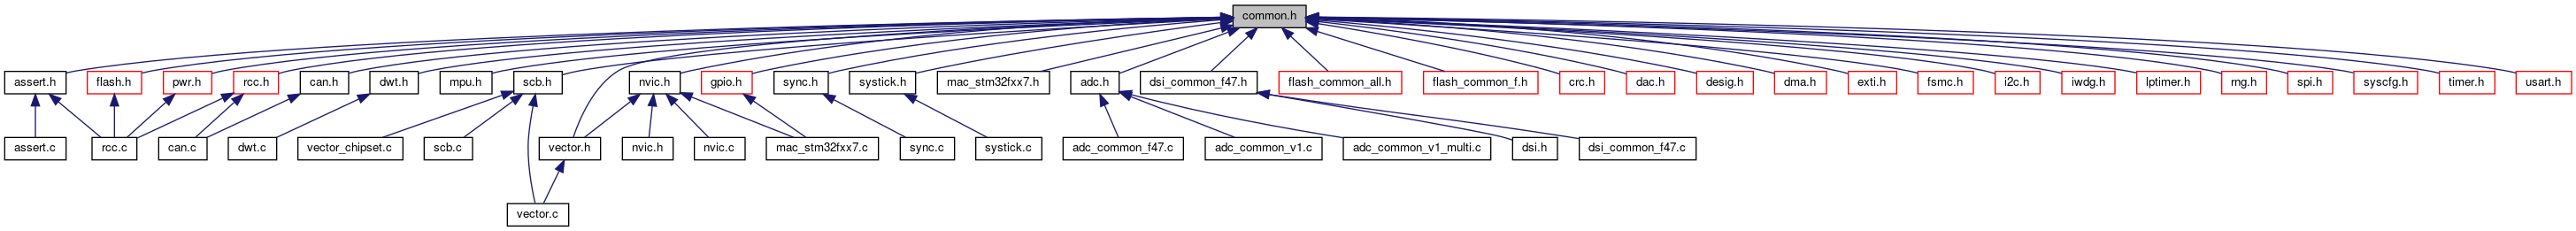 common.h
assert.h
flash.h
pwr.h
rcc.h
can.h
dwt.h
mpu.h
scb.h
nvic.h
gpio.h
sync.h
systick.h
mac_stm32fxx7.h
adc.h
dsi_common_f47.h
flash_common_all.h
flash_common_f.h
crc.h
dac.h
desig.h
dma.h
exti.h
fsmc.h
i2c.h
iwdg.h
lptimer.h
rng.h
spi.h
syscfg.h
timer.h
usart.h
assert.c
rcc.c
can.c
dwt.c
vector_chipset.c
scb.c
vector.h
nvic.h
nvic.c
mac_stm32fxx7.c
sync.c
systick.c
adc_common_f47.c
adc_common_v1.c
adc_common_v1_multi.c
dsi.h
dsi_common_f47.c
vector.c